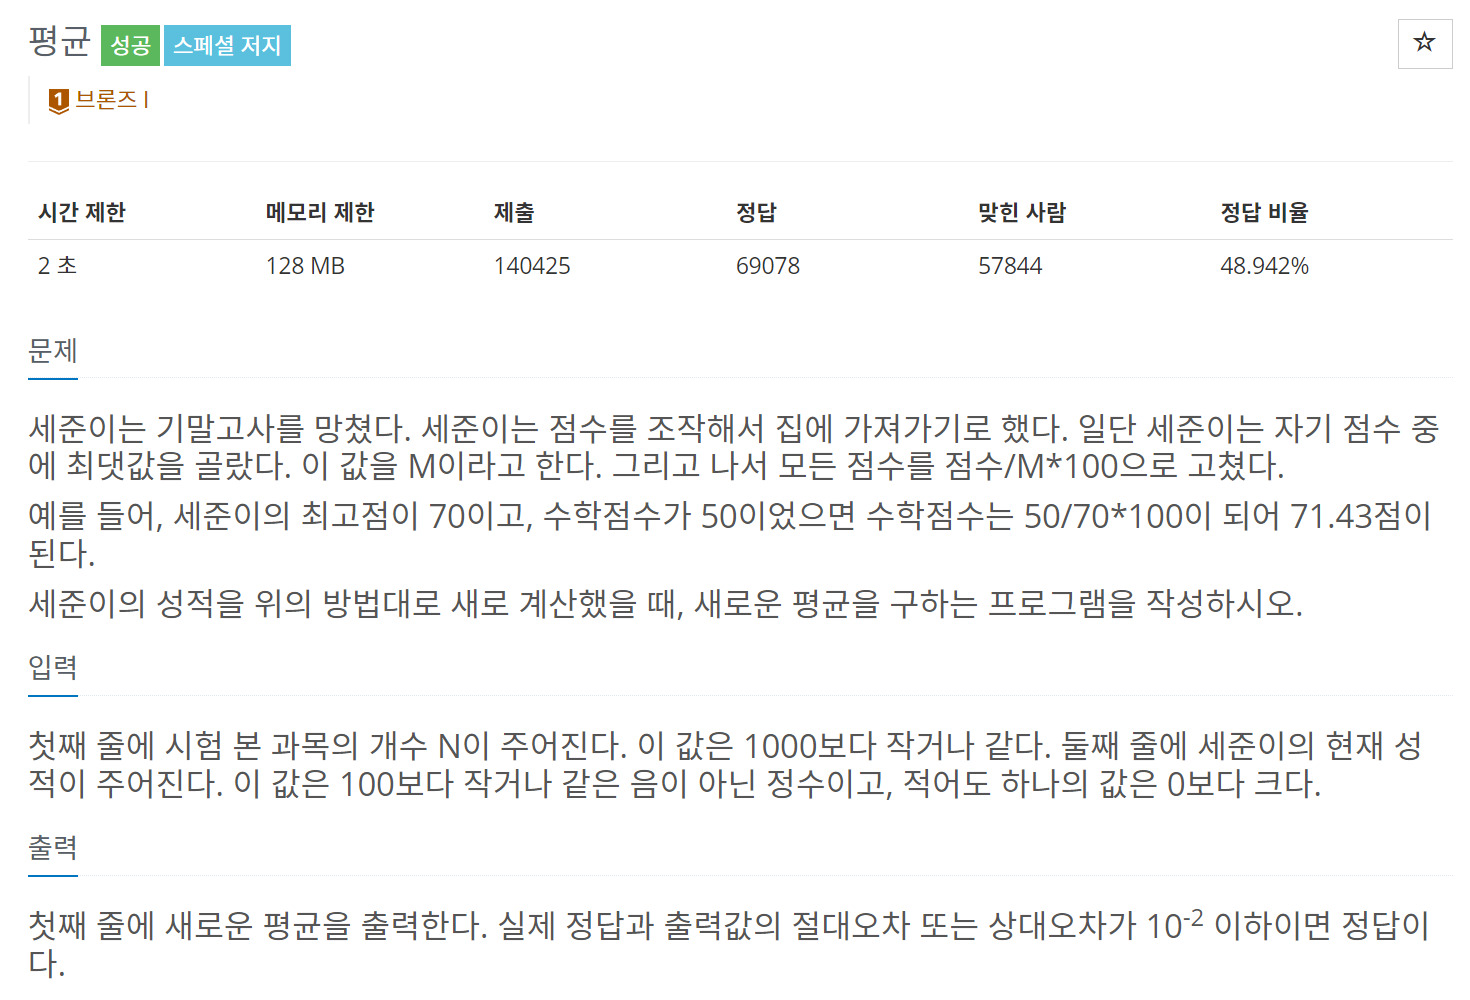 평균 성공 스페셜 저지
☆
1 브론즈 I
시간 제한 메모리 제한 제출 정답 맞힌 사람 정답 비율
2 초 128 MB 140425 69078 57844 48.942%
문제
세준이는 기말고사를 망쳤다. 세준이는 점수를 조작해서 집에 가져가기로 했다. 일단 세준이는 자기 점수 중
에 최댓값을 골랐다. 이 값을 M이라고 한다. 그리고 나서 모든 점수를 점수/M*100으로 고쳤다.
예를 들어, 세준이의 최고점이 70이고, 수학점수가 50이었으면 수학점수는 50/70*100이 되어 71.43점이
된다.
세준이의 성적을 위의 방법대로 새로 계산했을 때, 새로운 평균을 구하는 프로그램을 작성하시오.
입력
첫째 줄에 시험 본 과목의 개수 N이 주어진다. 이 값은 1000보다 작거나 같다. 둘째 줄에 세준이의 현재 성
적이 주어진다. 이 값은 100보다 작거나 같은 음이 아닌 정수이고, 적어도 하나의 값은 0보다 크다.
출력
첫째 줄에 새로운 평균을 출력한다. 실제 정답과 출력값의 절대오차 또는 상대오차가 10⁻² 이하이면 정답이
다.